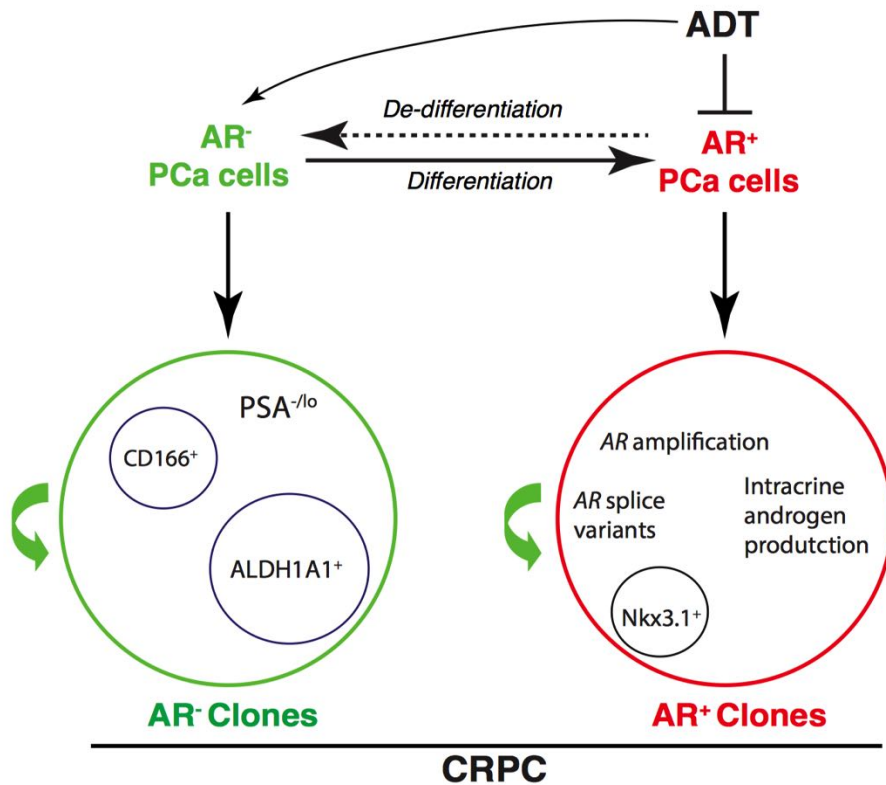 ADT
De-differentiation
AR⁻
PCa cells
AR⁺
PCa cells
Differentiation
PSA⁻/ˡᵒ
CD166⁺
ALDH1A1⁺
AR amplification
AR splice
variants
Intracrine
androgen
produtction
Nkx3.1⁺
AR⁻ Clones
AR⁺ Clones
CRPC